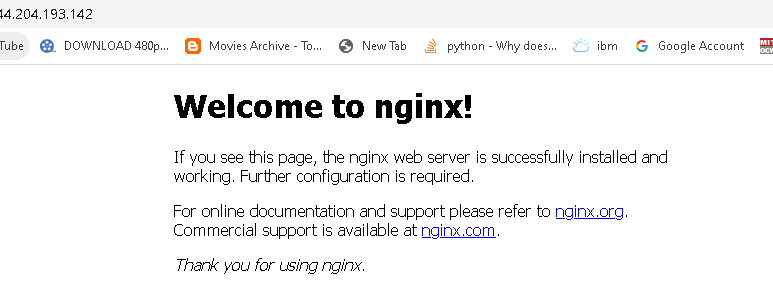 44.204.193.142
Tube DOWNLOAD 480p... Movies Archive - To... New Tab python - Why does... ibm Google Account MIT OCW
Welcome to nginx!
If you see this page, the nginx web server is successfully installed and
working. Further configuration is required.
For online documentation and support please refer to nginx.org.
Commercial support is available at nginx.com.
Thank you for using nginx.